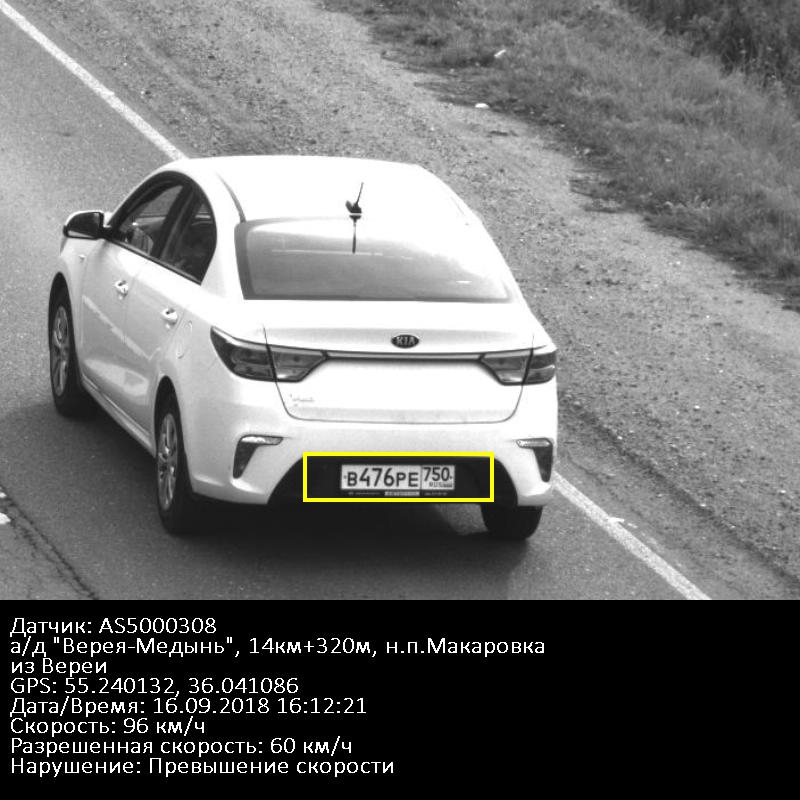 KIA
В476РЕ 750
RUS
Датчик: AS5000308
а/д "Верея-Медынь", 14км+320м, н.п.Макаровка
из Вереи
GPS: 55.240132, 36.041086
Дата/Время: 16.09.2018 16:12:21
Скорость: 96 км/ч
Разрешенная скорость: 60 км/ч
Нарушение: Превышение скорости